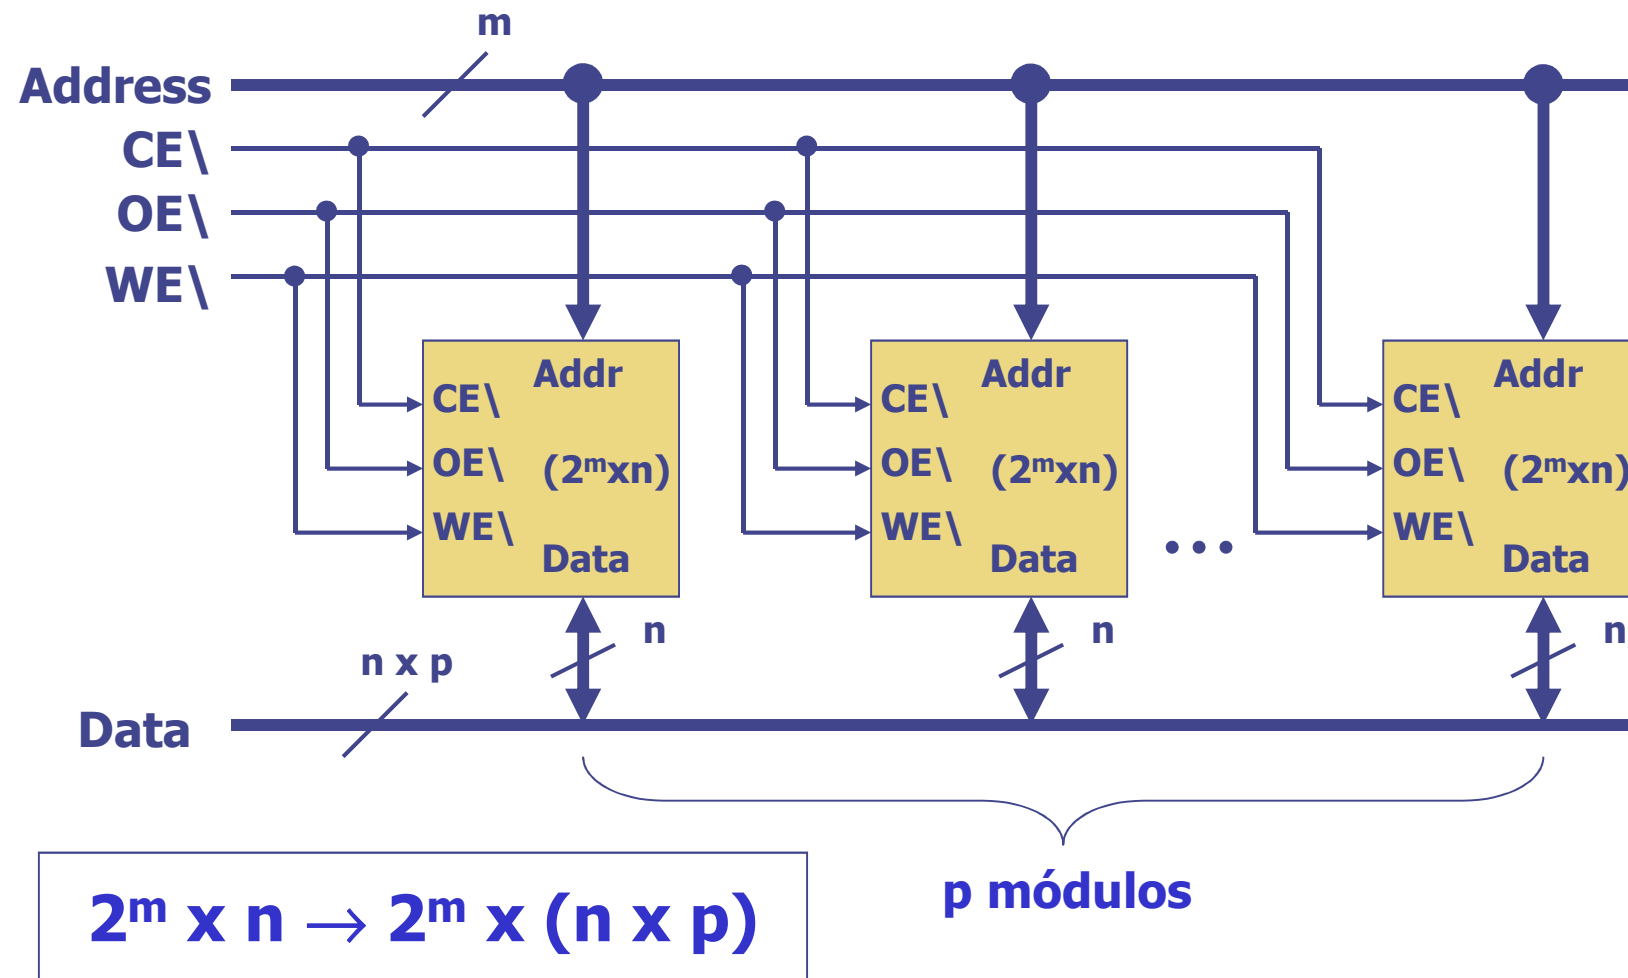 m
Address
CE\
OE\
WE\
Addr Addr Addr
CE\ CE\ CE\
OE\ (2ᵐxn) OE\ (2ᵐxn) OE\ (2ᵐxn)
WE\ WE\ WE\
...
Data Data Data
n n n
n x p
Data
p módulos
2ᵐ x n → 2ᵐ x (n x p)